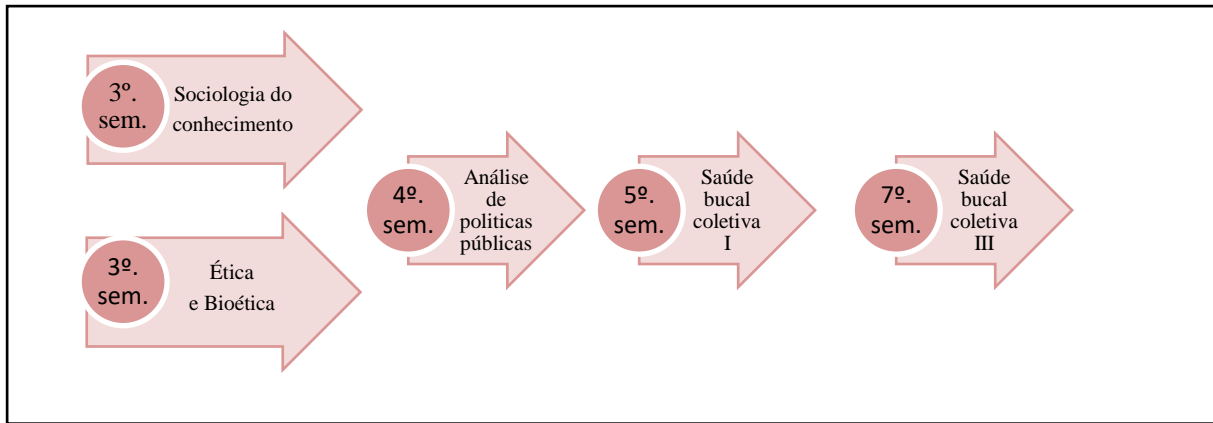 3º.
sem.
Sociologia do
conhecimento
3º.
sem.
Ética
e Bioética
4º.
sem.
Análise
de
politicas
públicas
5º.
sem.
Saúde
bucal
coletiva
I
7º.
sem.
Saúde
bucal
coletiva
III